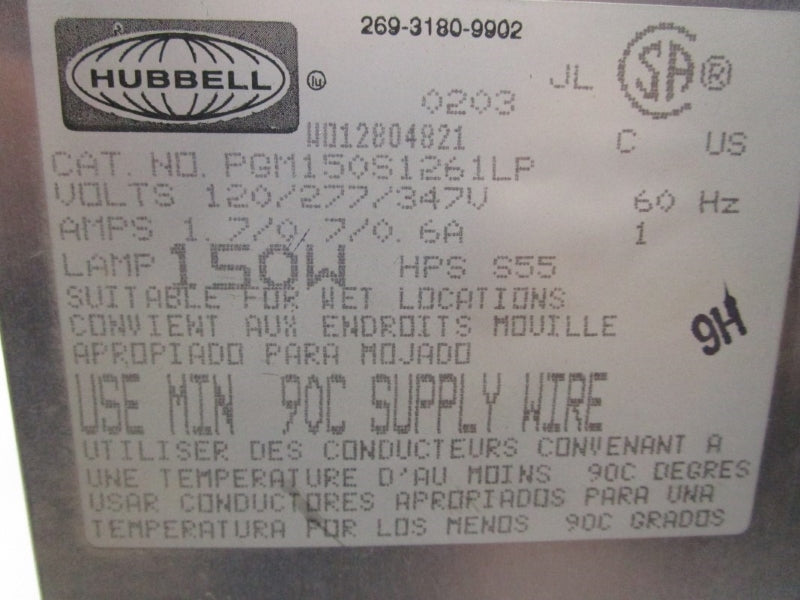 269-3180-9902
HUBBELL
lu
JL SA ®
0203
W012804821
C US
CAT. NO. PGM150S1261LP
VOLTS 120/277/347V 60 Hz
AMPS 1.7/0.7/0.6A 1
LAMP 150W HPS S55
SUITABLE FOR WET LOCATIONS
CONVIENT AUX ENDROITS MOUILLE
APROPIADO PARA MOJADO
9H
USE MIN 90C SUPPLY WIRE
UTILISER DES CONDUCTEURS CONVENANT A
UNE TEMPERATURE D'AU MOINS 90C DEGRES
USAR CONDUCTORES APROPIADOS PARA UNA
TEMPERATURA POR LOS MENOS 90C GRADOS